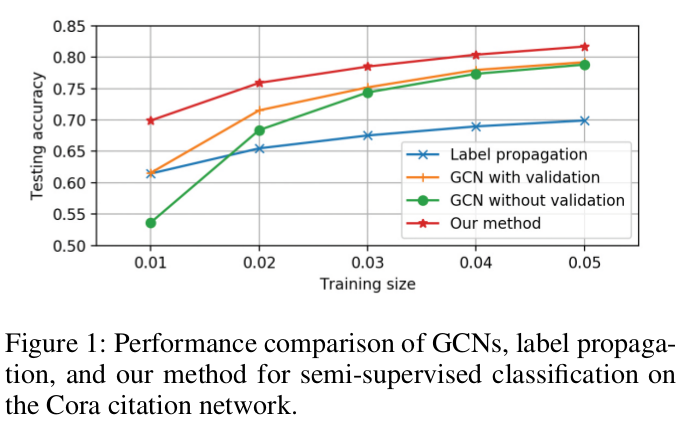 0.85
0.80
0.75
0.70
0.65
0.60
0.55
0.50
Testing accuracy
Label propagation
GCN with validation
GCN without validation
Our method
0.01 0.02 0.03 0.04 0.05
Training size
Figure 1: Performance comparison of GCNs, label propaga-
tion, and our method for semi-supervised classification on
the Cora citation network.